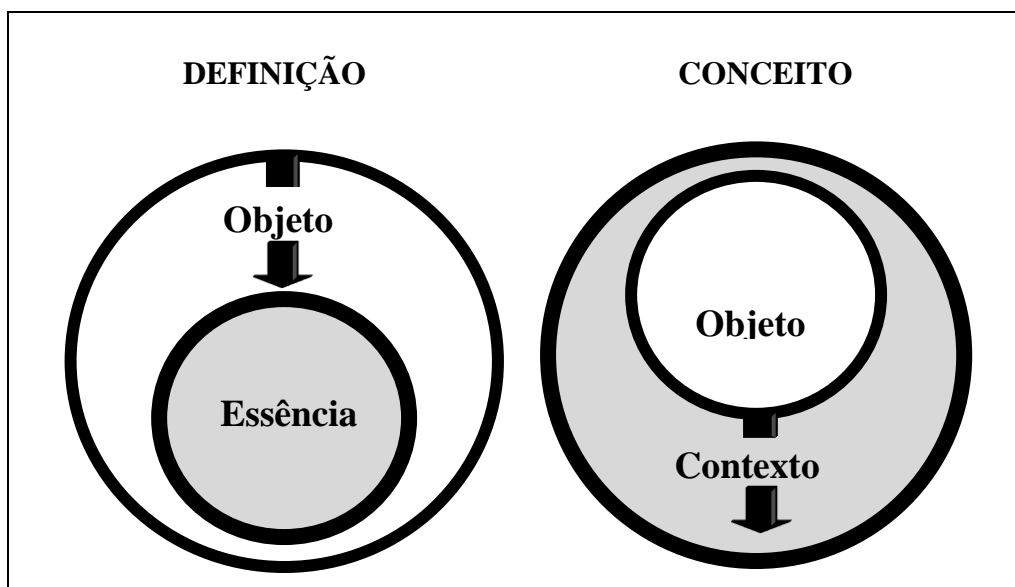 DEFINIÇÃO
CONCEITO
Objeto
Essência
Objeto
Contexto